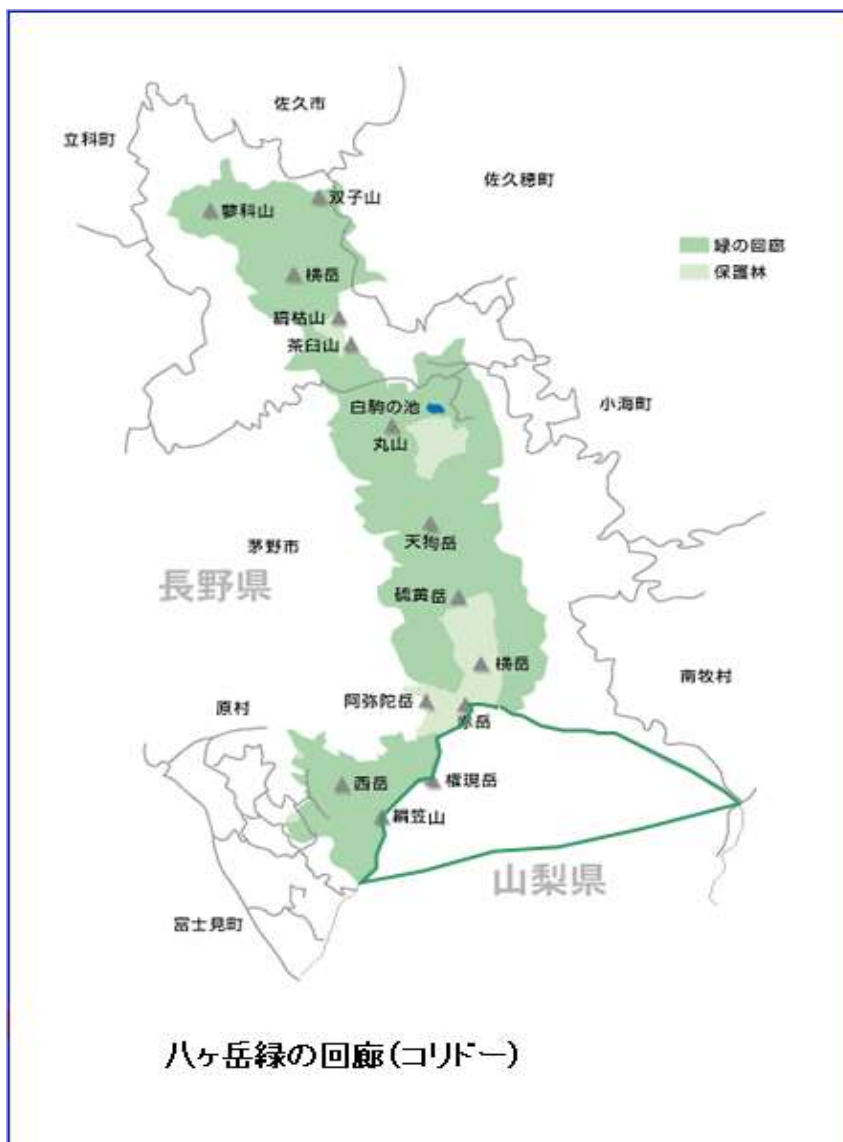 佐久市
立科町
佐久穂町
双子山
蓼科山
緑の回廊
保護林
横岳
縞枯山
茶臼山
白駒の池
小海町
丸山
天狗岳
茅野市
長野県
硫黄岳
横岳
南牧村
阿弥陀岳
原村
赤岳
西岳
権現岳
編笠山
山梨県
富士見町
八ヶ岳緑の回廊(コリドー)